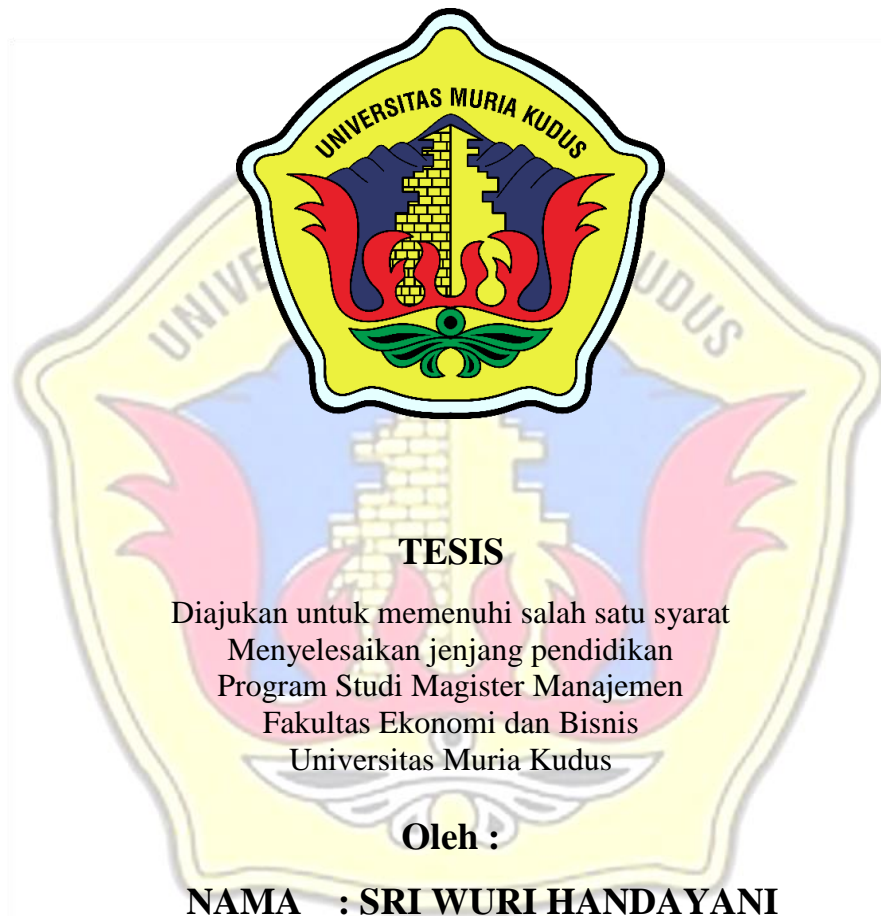 UNIVERSITAS MURIA KUDUS
TESIS
Diajukan untuk memenuhi salah satu syarat
Menyelesaikan jenjang pendidikan
Program Studi Magister Manajemen
Fakultas Ekonomi dan Bisnis
Universitas Muria Kudus
Oleh :
NAMA : SRI WURI HANDAYANI